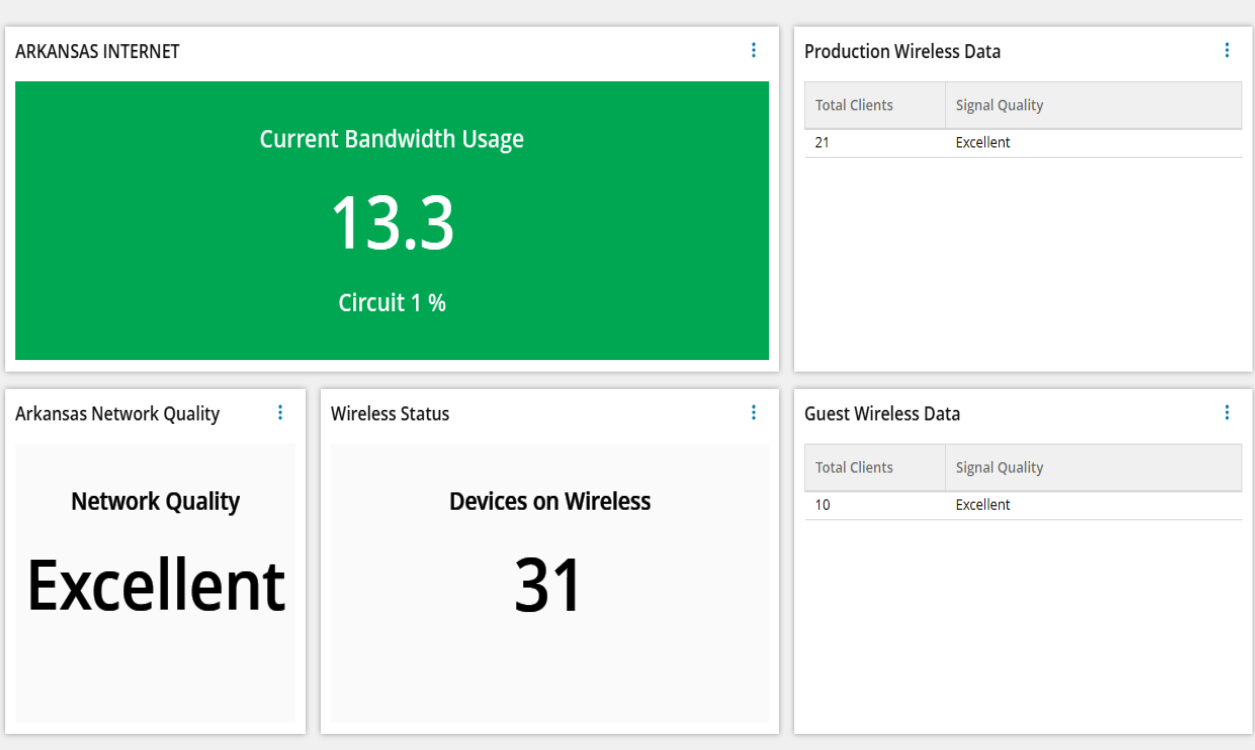 ARKANSAS INTERNET
Current Bandwidth Usage
13.3
Circuit 1 %
Production Wireless Data
Total Clients Signal Quality
21 Excellent
Arkansas Network Quality
Network Quality
Excellent
Wireless Status
Devices on Wireless
31
Guest Wireless Data
Total Clients Signal Quality
10 Excellent